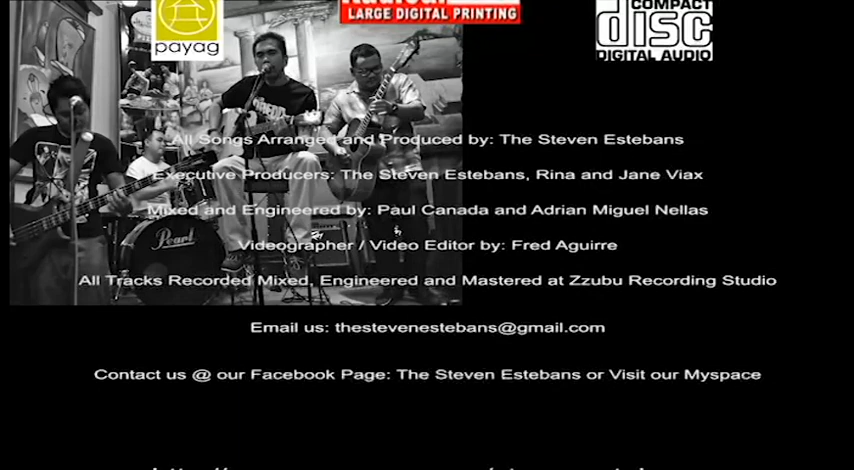 payag
LARGE DIGITAL PRINTING
COMPACT
disc
DIGITAL AUDIO
All Songs Arranged and Produced by: The Steven Estebans
Executive Producers: The Steven Estebans, Rina and Jane Viax
Mixed and Engineered by: Paul Canada and Adrian Miguel Nellas
Pearl
Videographer / Video Editor by: Fred Aguirre
All Tracks Recorded Mixed, Engineered and Mastered at Zzubu Recording Studio
Email us: thestevenestebans@gmail.com
Contact us @ our Facebook Page: The Steven Estebans or Visit our Myspace